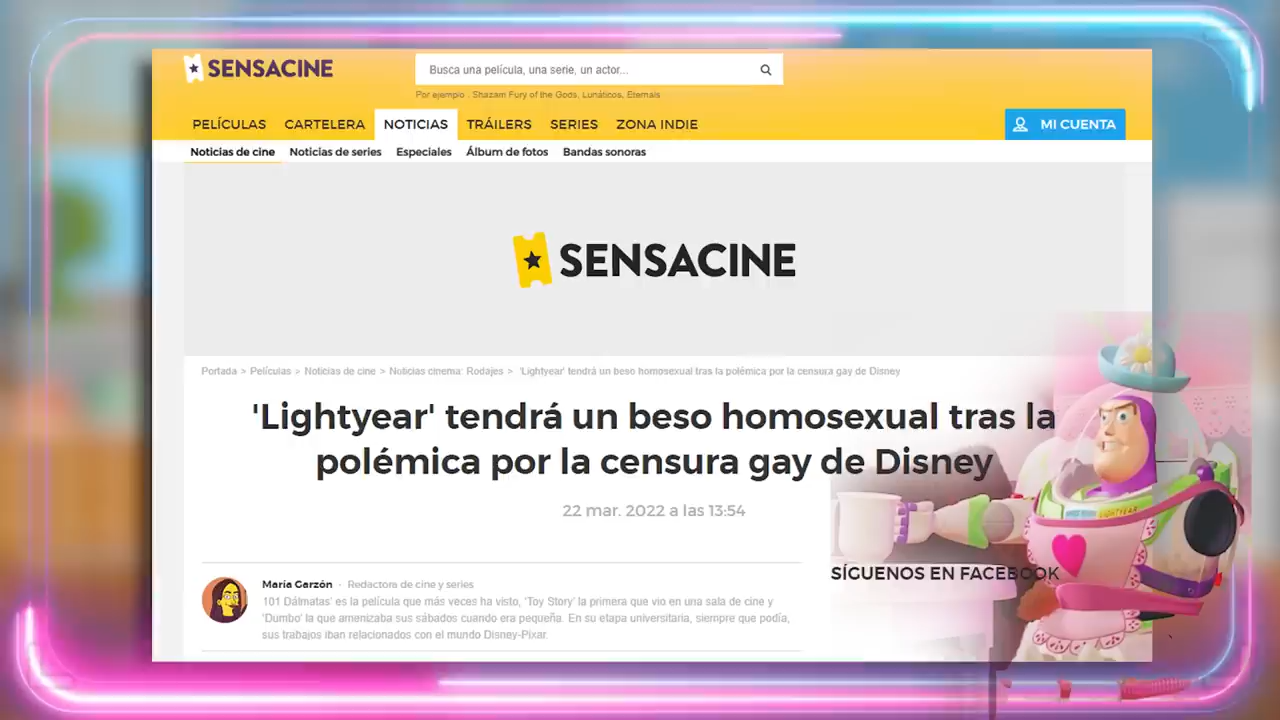 SENSACINE
Busca una película, una serie, un actor...
Por ejemplo : Shazam Fury of the Gods, Lunáticos, Eternals
PELÍCULAS CARTELERA NOTICIAS TRÁILERS SERIES ZONA INDIE MI CUENTA
Noticias de cine Noticias de series Especiales Álbum de fotos Bandas sonoras
SENSACINE
Portada > Películas > Noticias de cine > Noticias cinema: Rodajes > 'Lightyear' tendrá un beso homosexual tras la polémica por la censura gay de Disney
'Lightyear' tendrá un beso homosexual tras la
polémica por la censura gay de Disney
22 mar. 2022 a las 13:54
María Garzón · Redactora de cine y series
101 Dálmatas' es la película que más veces ha visto, 'Toy Story' la primera que vio en una sala de cine y
'Dumbo' la que amenizaba sus sábados cuando era pequeña. En su etapa universitaria, siempre que podía,
sus trabajos iban relacionados con el mundo Disney-Pixar.
SÍGUENOS EN FACEBOOK
LIGHTYEAR